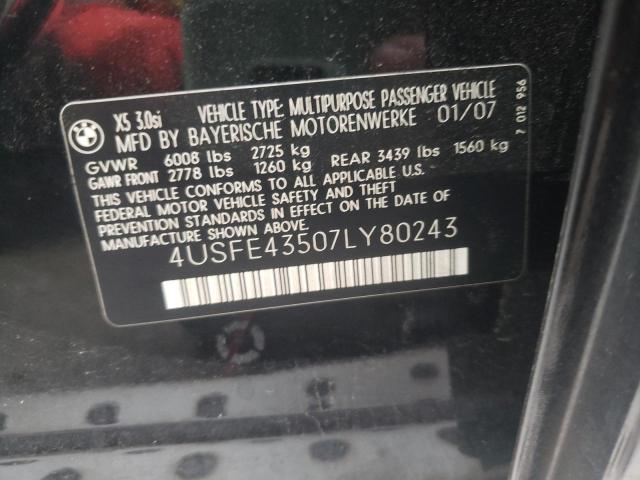 BMW
X5 3.0si VEHICLE TYPE: MULTIPURPOSE PASSENGER VEHICLE
MFD BY BAYERISCHE MOTORENWERKE 01/07
GVWR 6008 lbs 2725 kg
GAWR FRONT 2778 lbs 1260 kg REAR 3439 lbs 1560 kg
THIS VEHICLE CONFORMS TO ALL APPLICABLE U.S.
FEDERAL MOTOR VEHICLE SAFETY AND THEFT
PREVENTION STANDARDS IN EFFECT ON THE DATE OF
MANUFACTURE SHOWN ABOVE.
4USFE43507LY80243
7 012 956